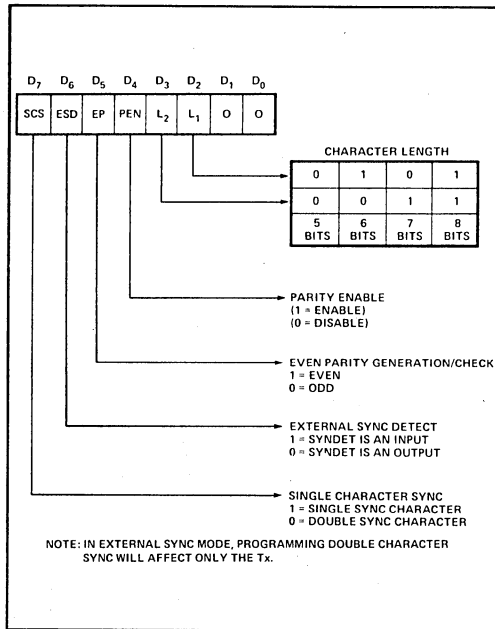 D7 D6 D5 D4 D3 D2 D1 D0
SCS ESD EP PEN L2 L1 O O
CHARACTER LENGTH
0 1 0 1
0 0 1 1
5 BITS 6 BITS 7 BITS 8 BITS
PARITY ENABLE
(1 = ENABLE)
(0 = DISABLE)
EVEN PARITY GENERATION/CHECK
1 = EVEN
0 = ODD
EXTERNAL SYNC DETECT
1 = SYNDET IS AN INPUT
0 = SYNDET IS AN OUTPUT
SINGLE CHARACTER SYNC
1 = SINGLE SYNC CHARACTER
0 = DOUBLE SYNC CHARACTER
NOTE: IN EXTERNAL SYNC MODE, PROGRAMMING DOUBLE CHARACTER
SYNC WILL AFFECT ONLY THE Tx.